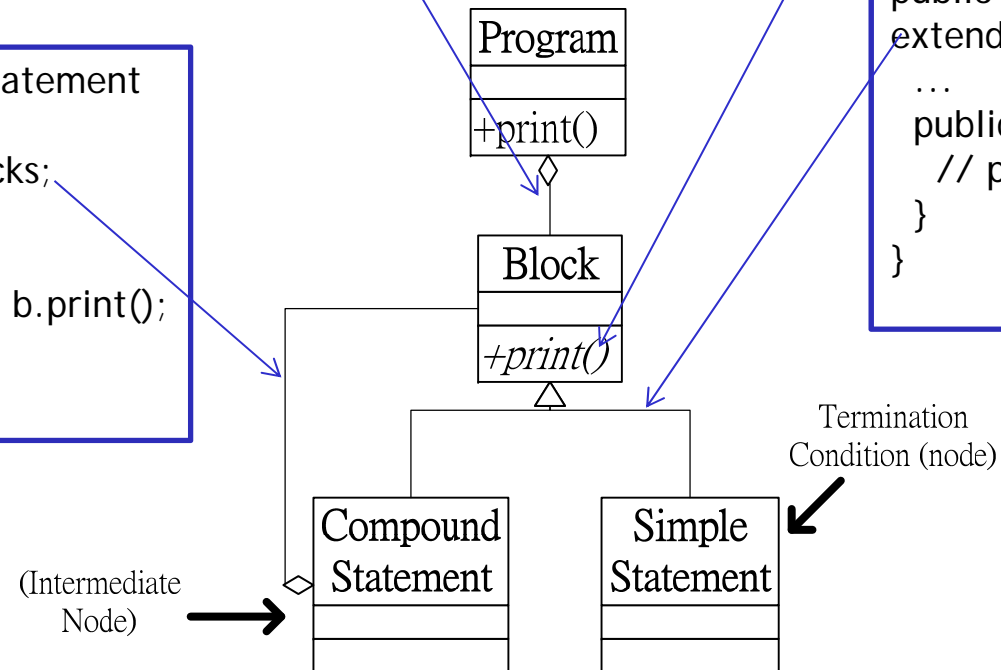 Program
+print()
atement
cks;
b.print();
extend
...
public
// p
}
}
Block
+print()
Termination
Condition (node)
Compound
Statement
Simple
Statement
(Intermediate
Node)